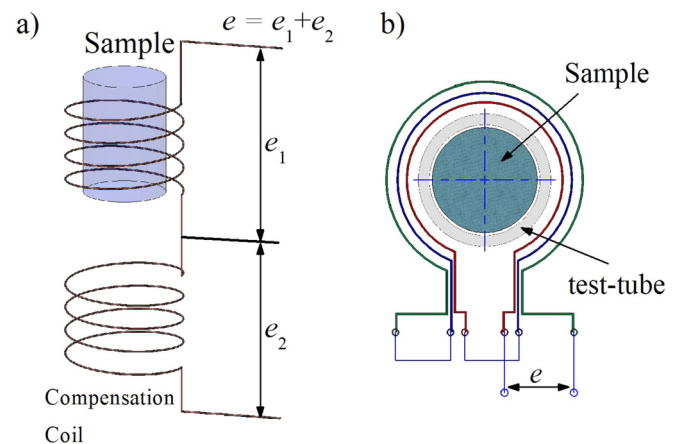 a)
e = e₁+e₂
Sample
e₁
e₂
Compensation
Coil
b)
Sample
test-tube
e